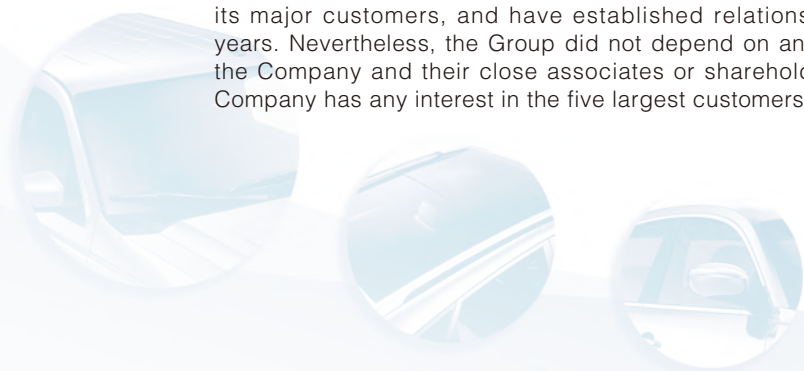 its major customers, and have established relations
years. Nevertheless, the Group did not depend on an
the Company and their close associates or sharehold
Company has any interest in the five largest customers